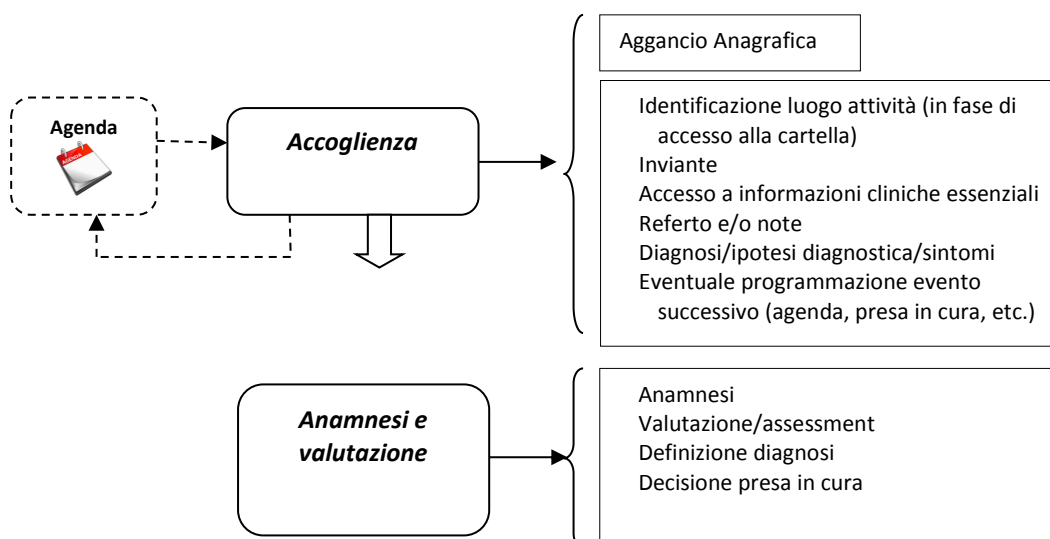 Aggancio Anagrafica
Agenda
AGENDA
Accoglienza
Identificazione luogo attività (in fase di
accesso alla cartella)
Inviante
Accesso a informazioni cliniche essenziali
Referto e/o note
Diagnosi/ipotesi diagnostica/sintomi
Eventuale programmazione evento
successivo (agenda, presa in cura, etc.)
Anamnesi e
valutazione
Anamnesi
Valutazione/assessment
Definizione diagnosi
Decisione presa in cura